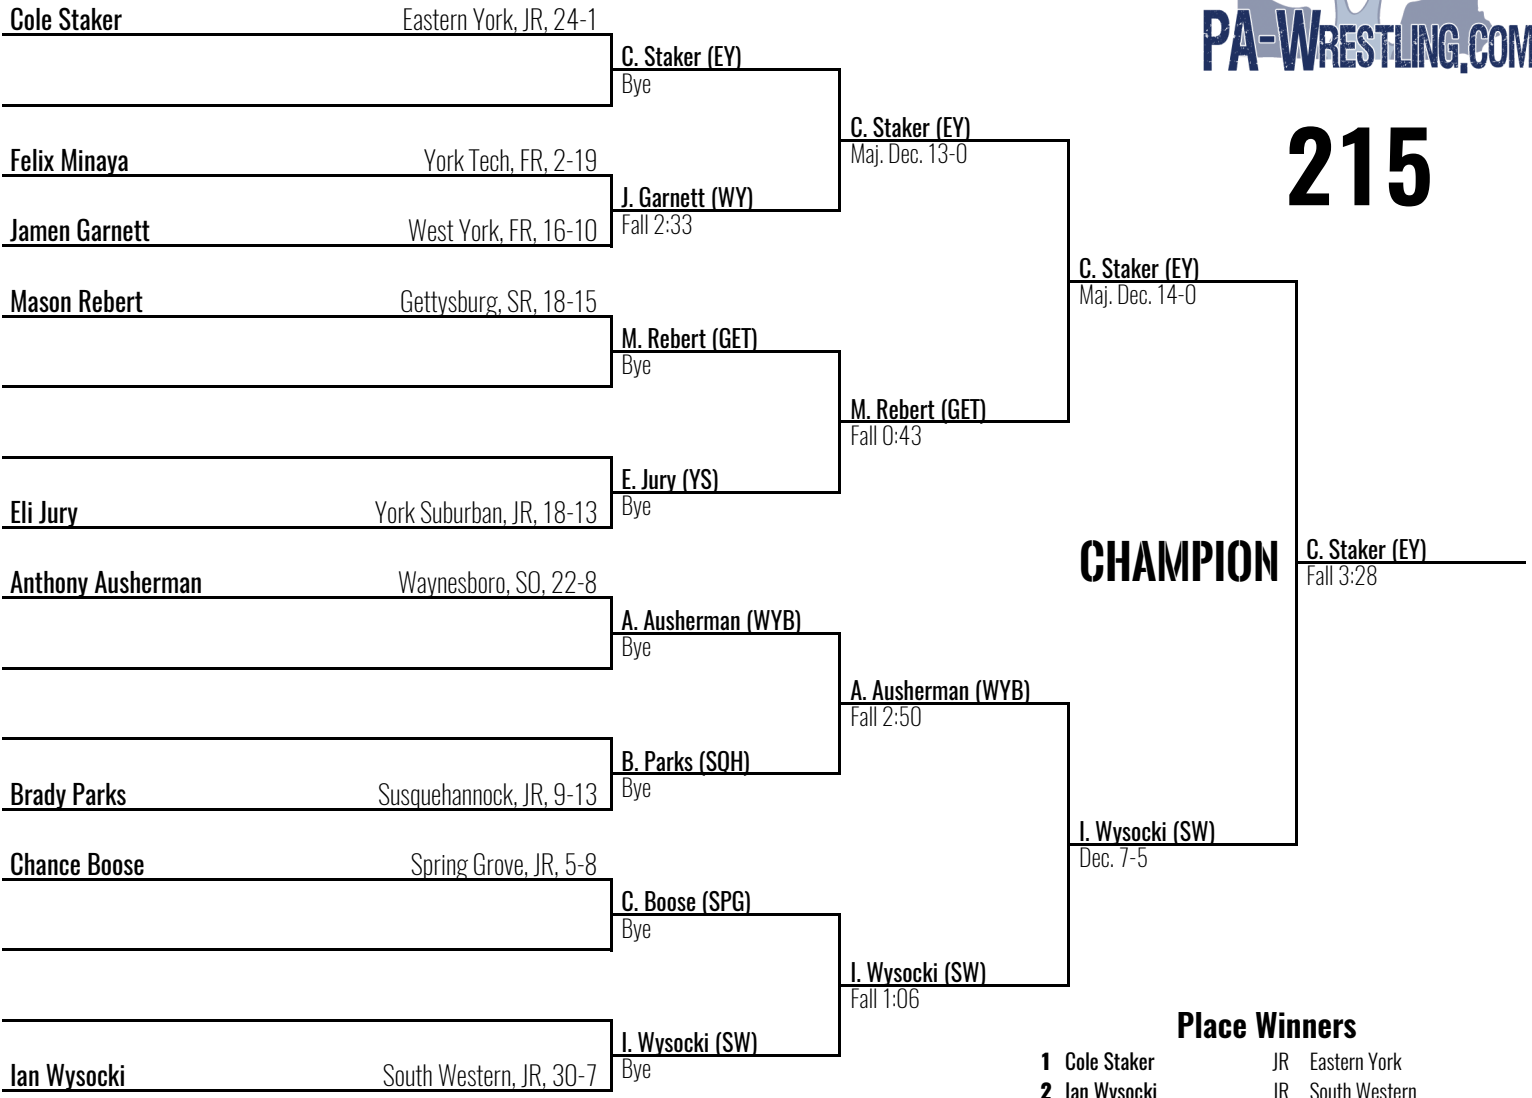 PA-WRESTLING.COM
215
Cole Staker Eastern York, JR, 24-1
C. Staker (EY)
Bye
C. Staker (EY)
Maj. Dec. 13-0
Felix Minaya York Tech, FR, 2-19
J. Garnett (WY)
Fall 2:33
Jamen Garnett West York, FR, 16-10
C. Staker (EY)
Maj. Dec. 14-0
Mason Rebert Gettysburg, SR, 18-15
M. Rebert (GET)
Bye
M. Rebert (GET)
Fall 0:43
E. Jury (YS)
Bye
Eli Jury York Suburban, JR, 18-13
CHAMPION
C. Staker (EY)
Fall 3:28
Anthony Ausherman Waynesboro, SO, 22-8
A. Ausherman (WYB)
Bye
A. Ausherman (WYB)
Fall 2:50
B. Parks (SQH)
Bye
Brady Parks Susquehannock, JR, 9-13
I. Wysocki (SW)
Dec. 7-5
Chance Boose Spring Grove, JR, 5-8
C. Boose (SPG)
Bye
I. Wysocki (SW)
Fall 1:06
I. Wysocki (SW)
Bye
Ian Wysocki South Western, JR, 30-7
Place Winners
1 Cole Staker JR Eastern York
2 Ian Wysocki JR South Western